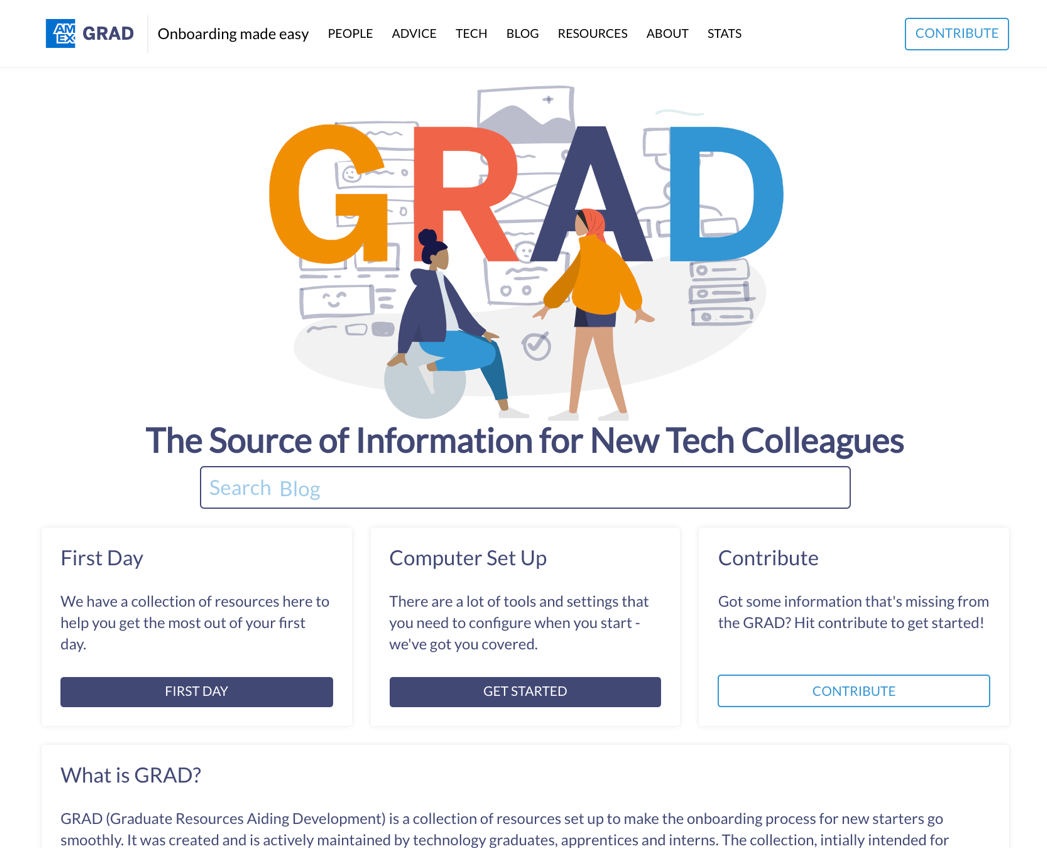 AM
EX
GRAD
Onboarding made easy
PEOPLE
ADVICE
TECH
BLOG
RESOURCES
ABOUT
STATS
CONTRIBUTE
GRAD
The Source of Information for New Tech Colleagues
Search Blog
First Day
We have a collection of resources here to
help you get the most out of your first
day.
FIRST DAY
Computer Set Up
There are a lot of tools and settings that
you need to configure when you start -
we've got you covered.
GET STARTED
Contribute
Got some information that's missing from
the GRAD? Hit contribute to get started!
CONTRIBUTE
What is GRAD?
GRAD (Graduate Resources Aiding Development) is a collection of resources set up to make the onboarding process for new starters go
smoothly. It was created and is actively maintained by technology graduates, apprentices and interns. The collection, intially intended for